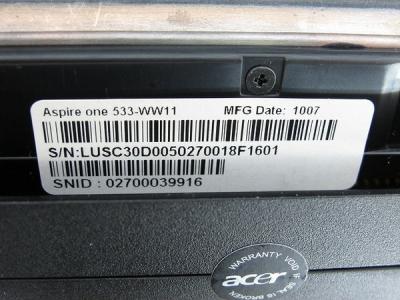 Aspire one 533-WW11 MFG Date: 1007
S/N:LUSC30D0050270018F1601
SNID : 02700039916
WARRANTY VOID IF SEAL IS BROKEN
acer